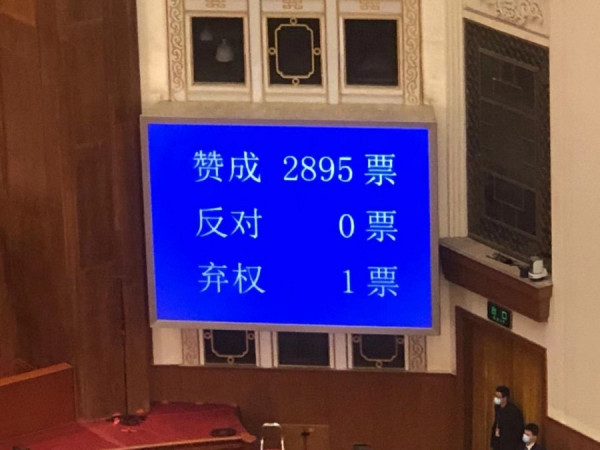 赞成 2895 票
反对 0 票
弃权 1 票